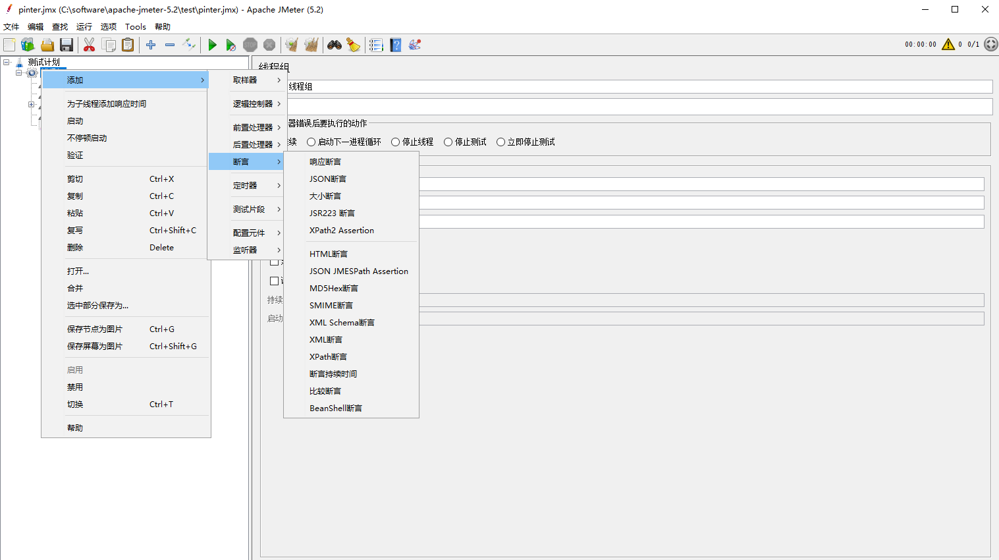 pinter.jmx (C:\software\apache-jmeter-5.2\test\pinter.jmx) - Apache JMeter (5.2)
文件 编辑 查找 运行 选项 Tools 帮助
00:00:00 0 0/1
测试计划
添加
为子线程添加响应时间
启动
不停顿启动
验证
剪切 Ctrl+X
复制 Ctrl+C
粘贴 Ctrl+V
复写 Ctrl+Shift+C
删除 Delete
打开...
合并
选中部分保存为...
保存节点为图片 Ctrl+G
保存屏幕为图片 Ctrl+Shift+G
启用
禁用
切换 Ctrl+T
帮助
取样器
逻辑控制器
前置处理器
后置处理器
断言
定时器
测试片段
配置元件
监听器
响应断言
JSON断言
大小断言
JSR223 断言
XPath2 Assertion
HTML断言
JSON JMESPath Assertion
MD5Hex断言
SMIME断言
XML Schema断言
XML断言
XPath断言
断言持续时间
比较断言
BeanShell断言
线程组
线程组
器错误后要执行的动作
续 启动下一进程循环 停止线程 停止测试 立即停止测试
持续
启动